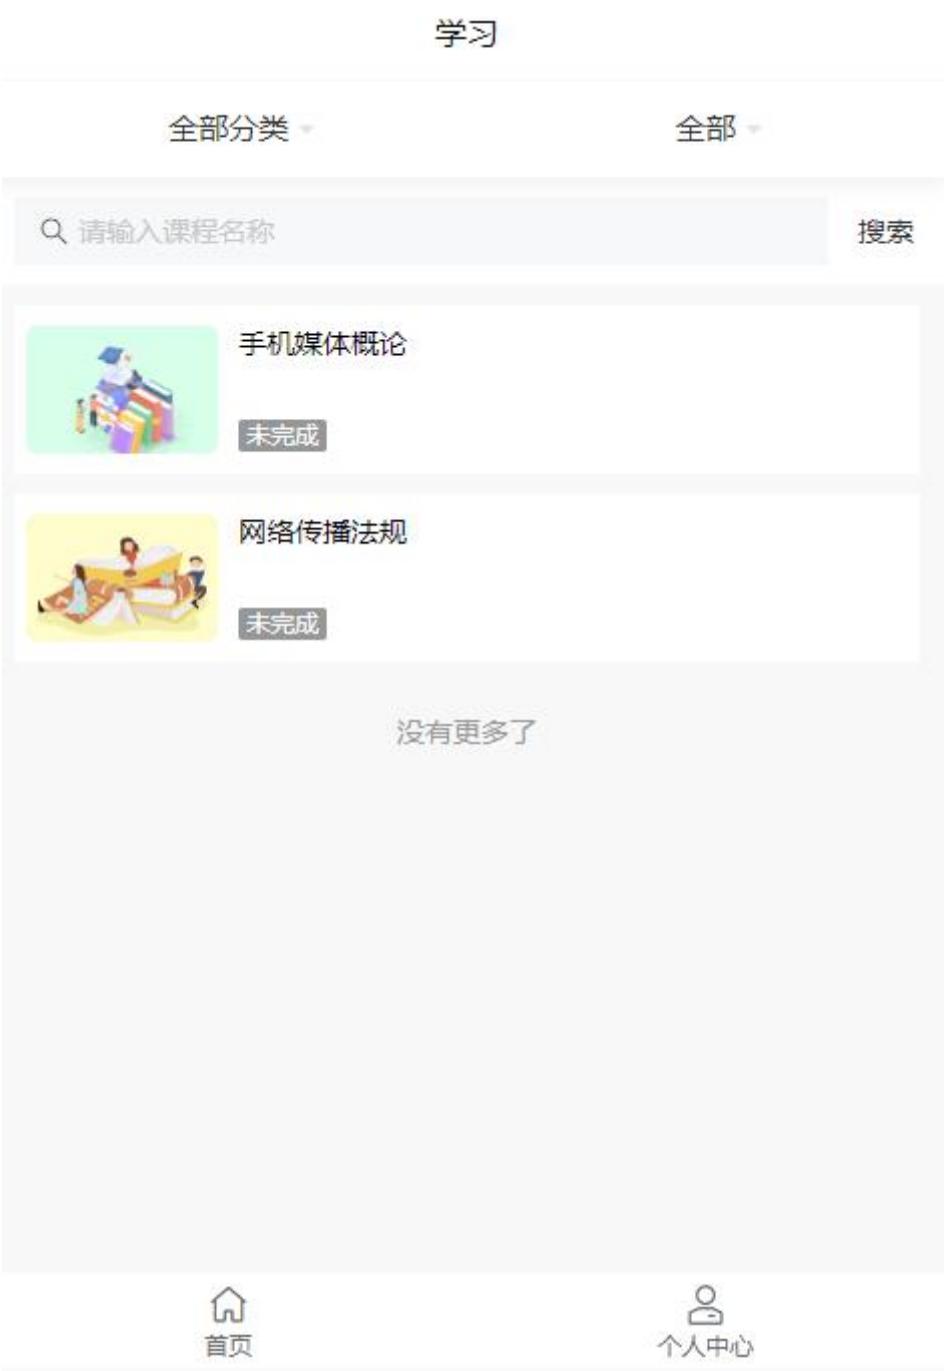 学习
全部分类
全部
请输入课程名称
搜索
手机媒体概论
未完成
网络传播法规
未完成
没有更多了
首页
个人中心